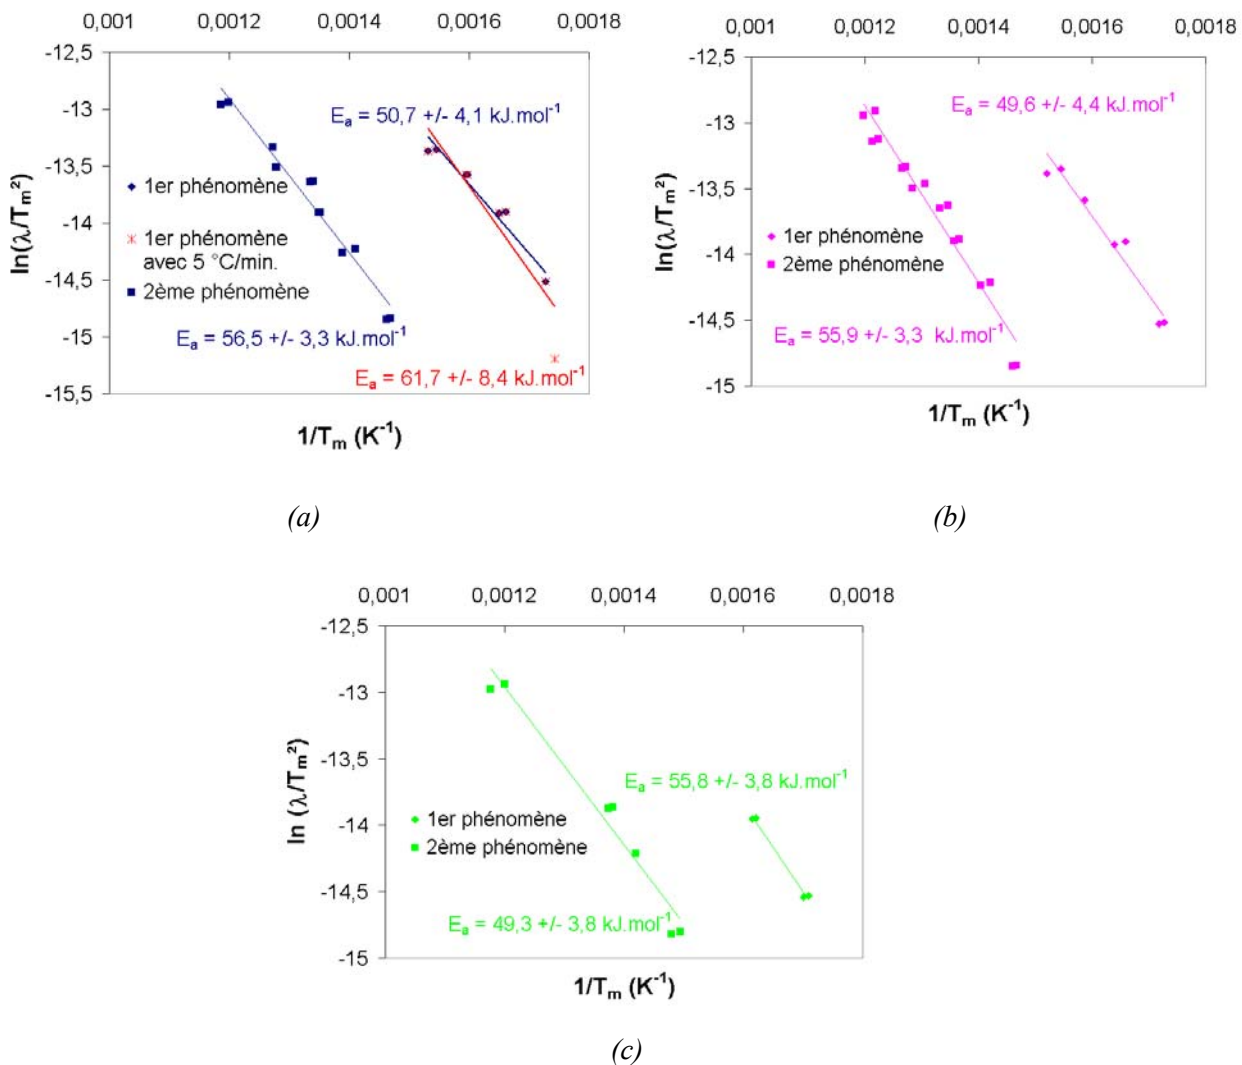 0,001 0,0012 0,0014 0,0016 0,0018
-12,5
-13
-13,5
-14
-14,5
-15
-15,5
ln(λ/Tm²)
Ea = 50,7 +/- 4,1 kJ.mol-1
1er phénomène
1er phénomène
avec 5 °C/min.
2ème phénomène
Ea = 56,5 +/- 3,3 kJ.mol-1
Ea = 61,7 +/- 8,4 kJ.mol-1
1/Tm (K-1)
(a)
0,001 0,0012 0,0014 0,0016 0,0018
-12,5
-13
-13,5
-14
-14,5
-15
ln(λ/Tm²)
Ea = 49,6 +/- 4,4 kJ.mol-1
1er phénomène
2ème phénomène
Ea = 55,9 +/- 3,3 kJ.mol-1
1/Tm (K-1)
(b)
0,001 0,0012 0,0014 0,0016 0,0018
-12,5
-13
-13,5
-14
-14,5
-15
ln (λ/Tm²)
Ea = 55,8 +/- 3,8 kJ.mol-1
1er phénomène
2ème phénomène
Ea = 49,3 +/- 3,8 kJ.mol-1
1/Tm (K-1)
(c)